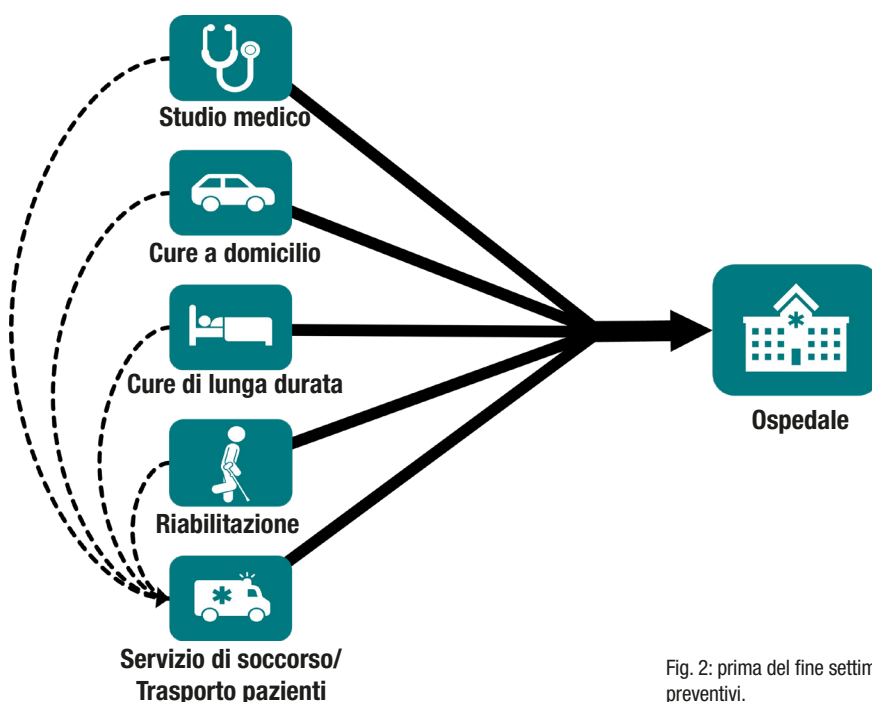 Studio medico
Cure a domicilio
Cure di lunga durata
Riabilitazione
Servizio di soccorso/
Trasporto pazienti
Ospedale
Fig. 2: prima del fine
preventivi.